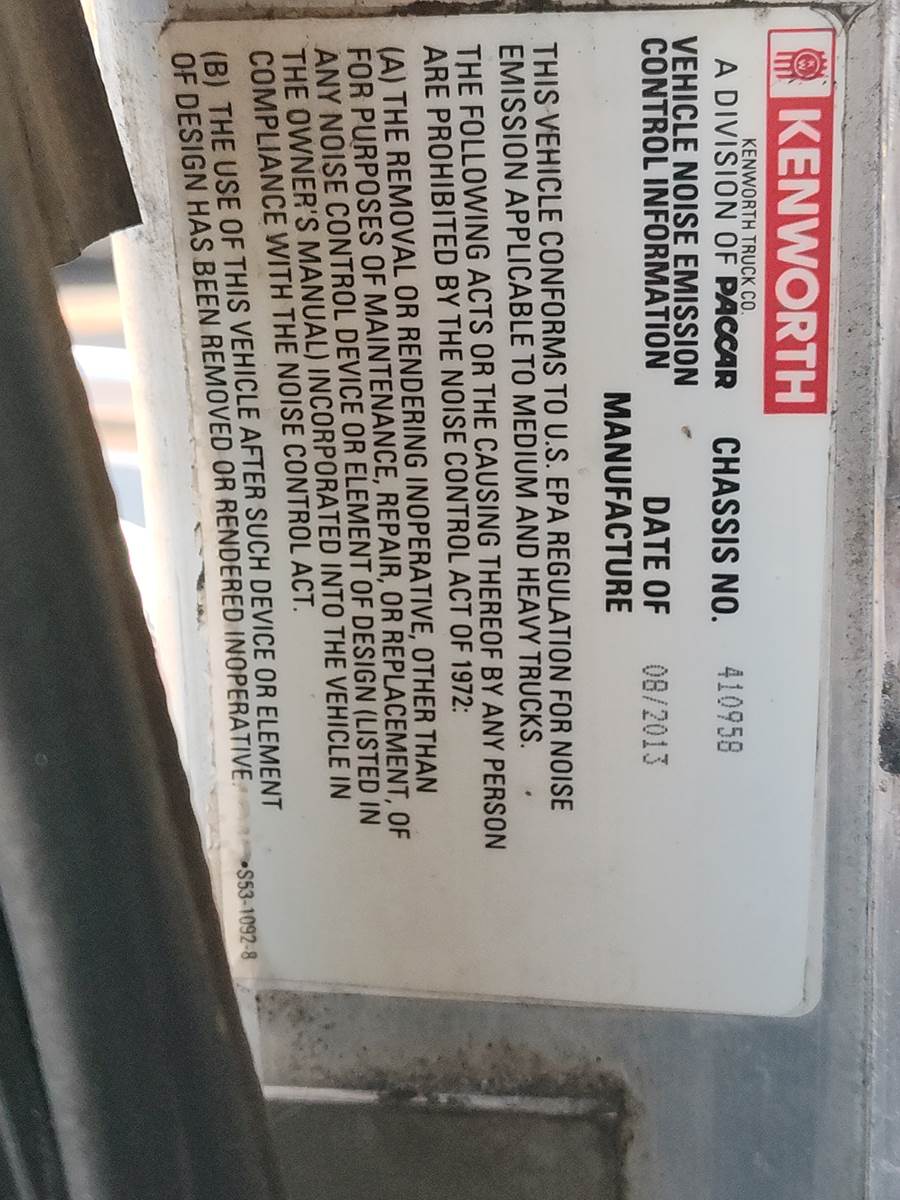 KENWORTH
KENWORTH TRUCK CO.
A DIVISION OF PACCAR CHASSIS NO. 410958
VEHICLE NOISE EMISSION
CONTROL INFORMATION
DATE OF
MANUFACTURE
08/2013
THIS VEHICLE CONFORMS TO U.S. EPA REGULATION FOR NOISE
EMISSION APPLICABLE TO MEDIUM AND HEAVY TRUCKS.
THE FOLLOWING ACTS OR THE CAUSING THEREOF BY ANY PERSON
ARE PROHIBITED BY THE NOISE CONTROL ACT OF 1972:
(A) THE REMOVAL OR RENDERING INOPERATIVE, OTHER THAN
FOR PURPOSES OF MAINTENANCE, REPAIR, OR REPLACEMENT, OF
ANY NOISE CONTROL DEVICE OR ELEMENT OF DESIGN (LISTED IN
THE OWNER'S MANUAL) INCORPORATED INTO THE VEHICLE IN
COMPLIANCE WITH THE NOISE CONTROL ACT.
(B) THE USE OF THIS VEHICLE AFTER SUCH DEVICE OR ELEMENT
OF DESIGN HAS BEEN REMOVED OR RENDERED INOPERATIVE.
•S53-1092-8